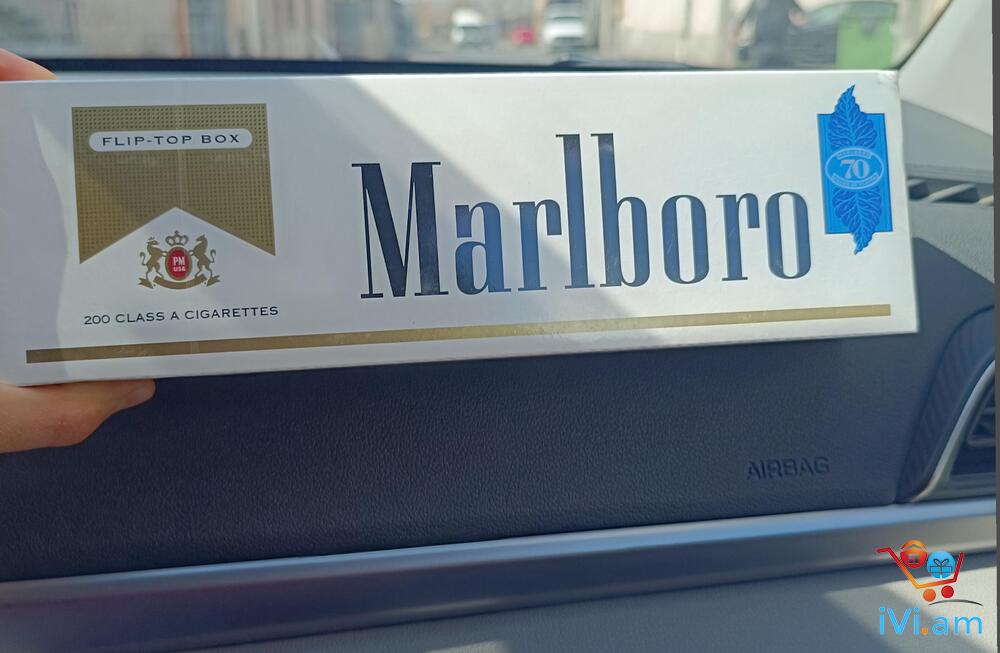 FLIP-TOP BOX
PM
USA
200 CLASS A CIGARETTES
Marlboro
70
AIRBAG
iVi.am